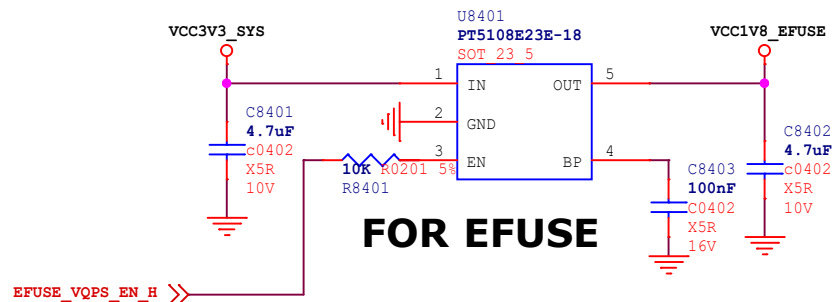 U8401
VCC3V3_SYS
PT5108E23E-18
VCC1V8_EFUSE
SOT 23 5
1
IN
OUT
5
C8401
4.7uF
c0402
X5R
10V
2
GND
C8402
4.7uF
c0402
X5R
10V
3
EN
BP
4
10K R0201 5%
R8401
C8403
100nF
C0402
X5R
16V
FOR EFUSE
EFUSE_VQPS_EN_H